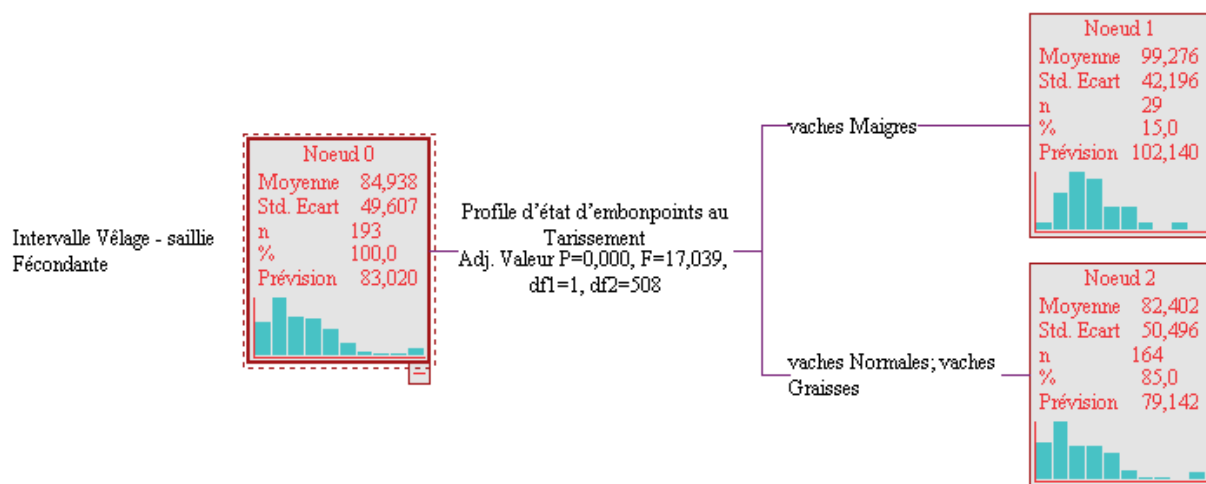 Intervalle Vêlage - saillie
Fécondante
Noeud 0
Moyenne 84,938
Std. Ecart 49,607
n 193
% 100,0
Prévision 83,020
Profile d'état d'embonpoints au
Tarissement
Adj. Valeur P=0,000, F=17,039,
df1=1, df2=508
vaches Maigres
Noeud 1
Moyenne 99,276
Std. Ecart 42,196
n 29
% 15,0
Prévision 102,140
vaches Normales; vaches
Graisses
Noeud 2
Moyenne 82,402
Std. Ecart 50,496
n 164
% 85,0
Prévision 79,142